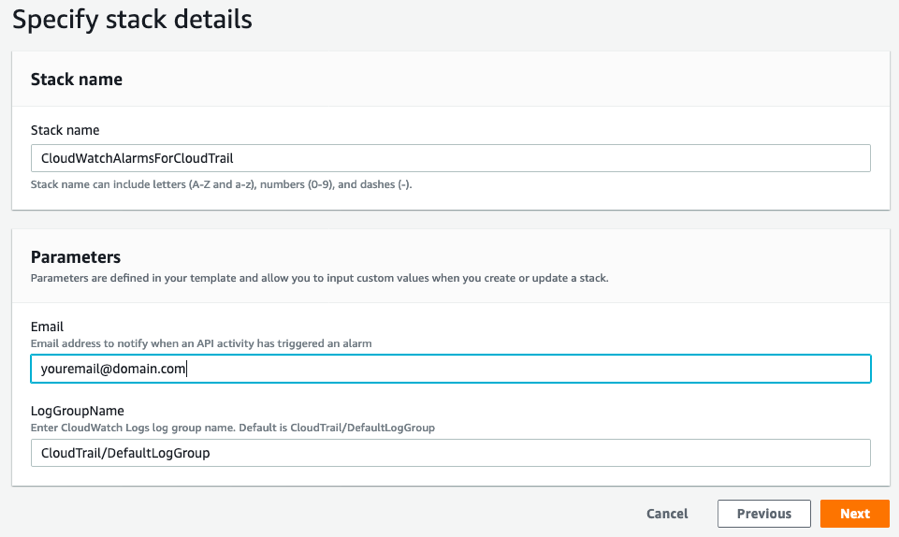 Specify stack details
Stack name
Stack name
CloudWatchAlarmsForCloudTrail
Stack name can include letters (A-Z and a-z), numbers (0-9), and dashes (-).
Parameters
Parameters are defined in your template and allow you to input custom values when you create or update a stack.
Email
Email address to notify when an API activity has triggered an alarm
youremail@domain.com
LogGroupName
Enter CloudWatch Logs log group name. Default is CloudTrail/DefaultLogGroup
CloudTrail/DefaultLogGroup
Cancel Previous Next